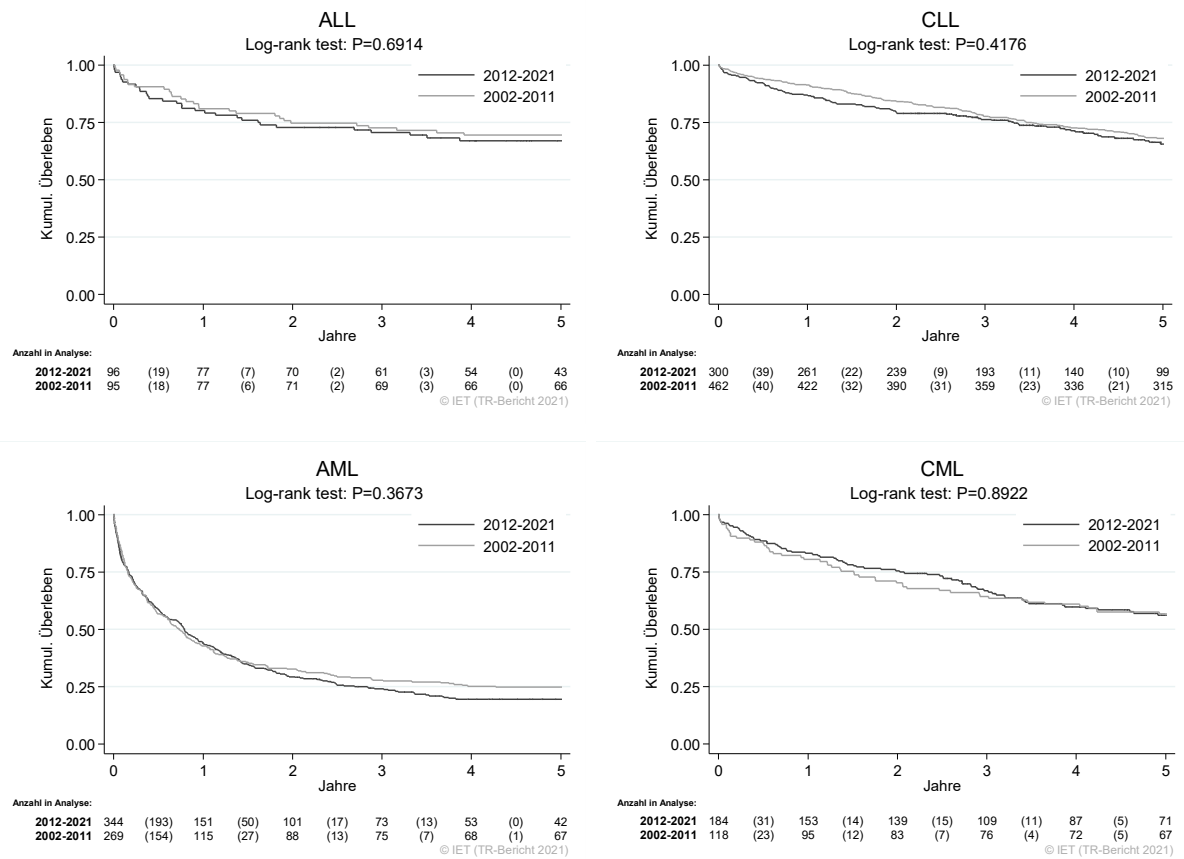 ALL
Log-rank test: P=0.6914
1.00
0.75
0.50
0.25
0.00
Kumul. Überleben
2012-2021
2002-2011
0 1 2 3 4 5
Jahre
Anzahl in Analyse:
2012-2021 96 (19) 77 (7) 70 (2) 61 (3) 54 (0) 43
2002-2011 95 (18) 77 (6) 71 (2) 69 (3) 66 (0) 66
© IET (TR-Bericht 2021)
CLL
Log-rank test: P=0.4176
1.00
0.75
0.50
0.25
0.00
Kumul. Überleben
2012-2021
2002-2011
0 1 2 3 4 5
Jahre
Anzahl in Analyse:
2012-2021 300 (39) 261 (22) 239 (9) 193 (11) 140 (10) 99
2002-2011 462 (40) 422 (32) 390 (31) 359 (23) 336 (21) 315
© IET (TR-Bericht 2021)
AML
Log-rank test: P=0.3673
1.00
0.75
0.50
0.25
0.00
Kumul. Überleben
2012-2021
2002-2011
0 1 2 3 4 5
Jahre
Anzahl in Analyse:
2012-2021 344 (193) 151 (50) 101 (17) 73 (13) 53 (0) 42
2002-2011 269 (154) 115 (27) 88 (13) 75 (7) 68 (1) 67
© IET (TR-Bericht 2021)
CML
Log-rank test: P=0.8922
1.00
0.75
0.50
0.25
0.00
Kumul. Überleben
2012-2021
2002-2011
0 1 2 3 4 5
Jahre
Anzahl in Analyse:
2012-2021 184 (31) 153 (14) 139 (15) 109 (11) 87 (5) 71
2002-2011 118 (23) 95 (12) 83 (7) 76 (4) 72 (5) 67
© IET (TR-Bericht 2021)